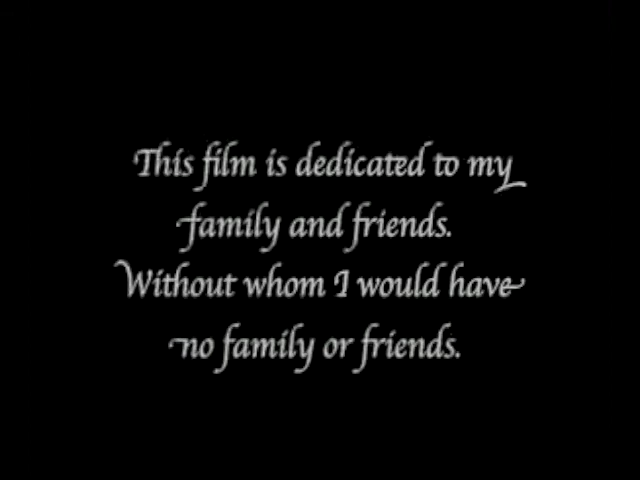 This film is dedicated to my
family and friends.
Without whom I would have
no family or friends.